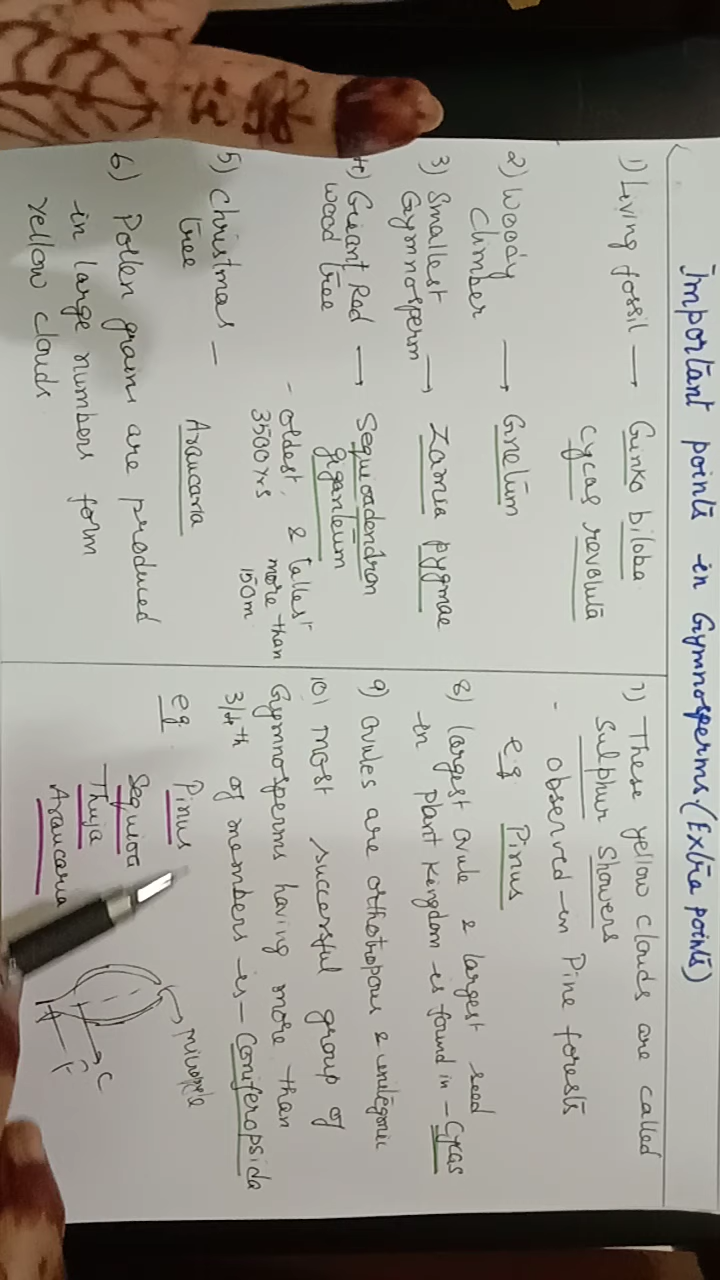 Important points in Gymnosperms (Extra points)
1) Living fossil → Ginko biloba
Cycas revoluta
2) Woody → Gnetum
climber
3) Smallest → Zamia pygmae
Gymnosperm
4) Giant Red → Sequoiadendron
wood tree giganteum
- oldest & tallest
3500 yrs more than
150 m
5) Christmas – Araucaria
tree
6) Pollen grains are produced
in large numbers form
yellow clouds
7) These yellow clouds are called
Sulphur Showers
- observed in Pine forests
eg Pinus
8) largest ovule & largest seed
in plant kingdom is found in – Cycas
9) ovules are orthotropous & unitegmic
10) most successful group of
Gymnosperms having more than
3/4th of members is – Coniferopsida
eg Pinus
Sequioa
Thuja
Araucaria
micropyle
C
F